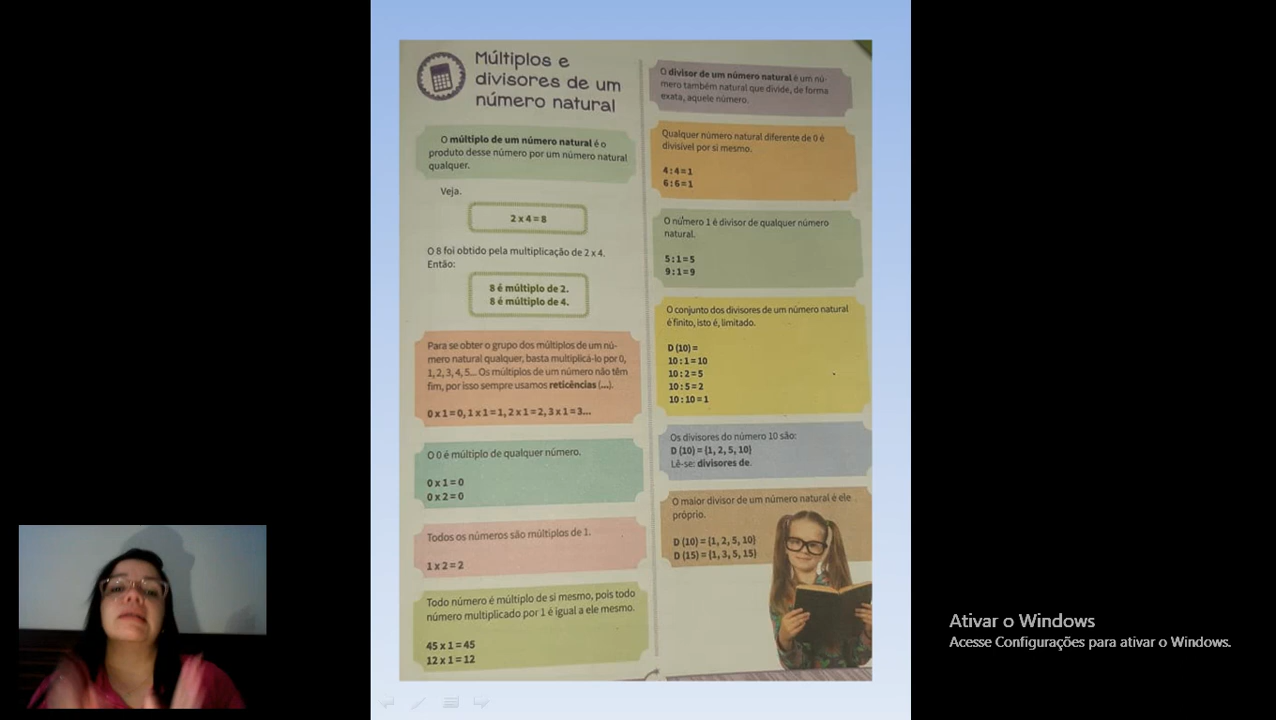 Múltiplos e
divisores de um
número natural
O múltiplo de um número natural é o
produto desse número por um número natural
qualquer.
Veja.
2 x 4 = 8
O 8 foi obtido pela multiplicação de 2 x 4.
Então:
8 é múltiplo de 2.
8 é múltiplo de 4.
Para se obter o grupo dos múltiplos de um nú-
mero natural qualquer, basta multiplicá-lo por 0,
1, 2, 3, 4, 5... Os múltiplos de um número não têm
fim, por isso sempre usamos reticências (...).
0 x 1 = 0, 1 x 1 = 1, 2 x 1 = 2, 3 x 1 = 3...
O 0 é múltiplo de qualquer número.
0 x 1 = 0
0 x 2 = 0
Todos os números são múltiplos de 1.
1 x 2 = 2
Todo número é múltiplo de si mesmo, pois todo
número multiplicado por 1 é igual a ele mesmo.
45 x 1 = 45
12 x 1 = 12
O divisor de um número natural é um nú-
mero também natural que divide, de forma
exata, aquele número.
Qualquer número natural diferente de 0 é
divisível por si mesmo.
4 : 4 = 1
6 : 6 = 1
O número 1 é divisor de qualquer número
natural.
5 : 1 = 5
9 : 1 = 9
O conjunto dos divisores de um número natural
é finito, isto é, limitado.
D (10) =
10 : 1 = 10
10 : 2 = 5
10 : 5 = 2
10 : 10 = 1
Os divisores do número 10 são:
D (10) = {1, 2, 5, 10}
Lê-se: divisores de.
O maior divisor de um número natural é ele
próprio.
D (10) = {1, 2, 5, 10}
D (15) = {1, 3, 5, 15}
Ativar o Windows
Acesse Configurações para ativar o Windows.